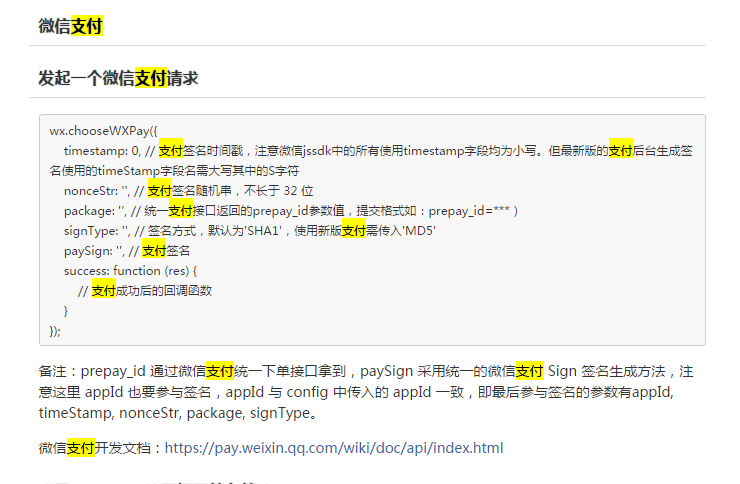 微信支付
发起一个微信支付请求
wx.chooseWXPay({
timestamp: 0, // 支付签名时间戳，注意微信jssdk中的所有使用timestamp字段均为小写。但最新版的支付后台生成签
名使用的timeStamp字段名需大写其中的S字符
nonceStr: '', // 支付签名随机串，不长于 32 位
package: '', // 统一支付接口返回的prepay_id参数值，提交格式如：prepay_id=***）
signType: '', // 签名方式，默认为'SHA1'，使用新版支付需传入'MD5'
paySign: '', // 支付签名
success: function (res) {
// 支付成功后的回调函数
}
});
备注：prepay_id 通过微信支付统一下单接口拿到，paySign 采用统一的微信支付 Sign 签名生成方法，注
意这里 appId 也要参与签名，appId 与 config 中传入的 appId 一致，即最后参与签名的参数有appId,
timeStamp, nonceStr, package, signType。
微信支付开发文档：https://pay.weixin.qq.com/wiki/doc/api/index.html